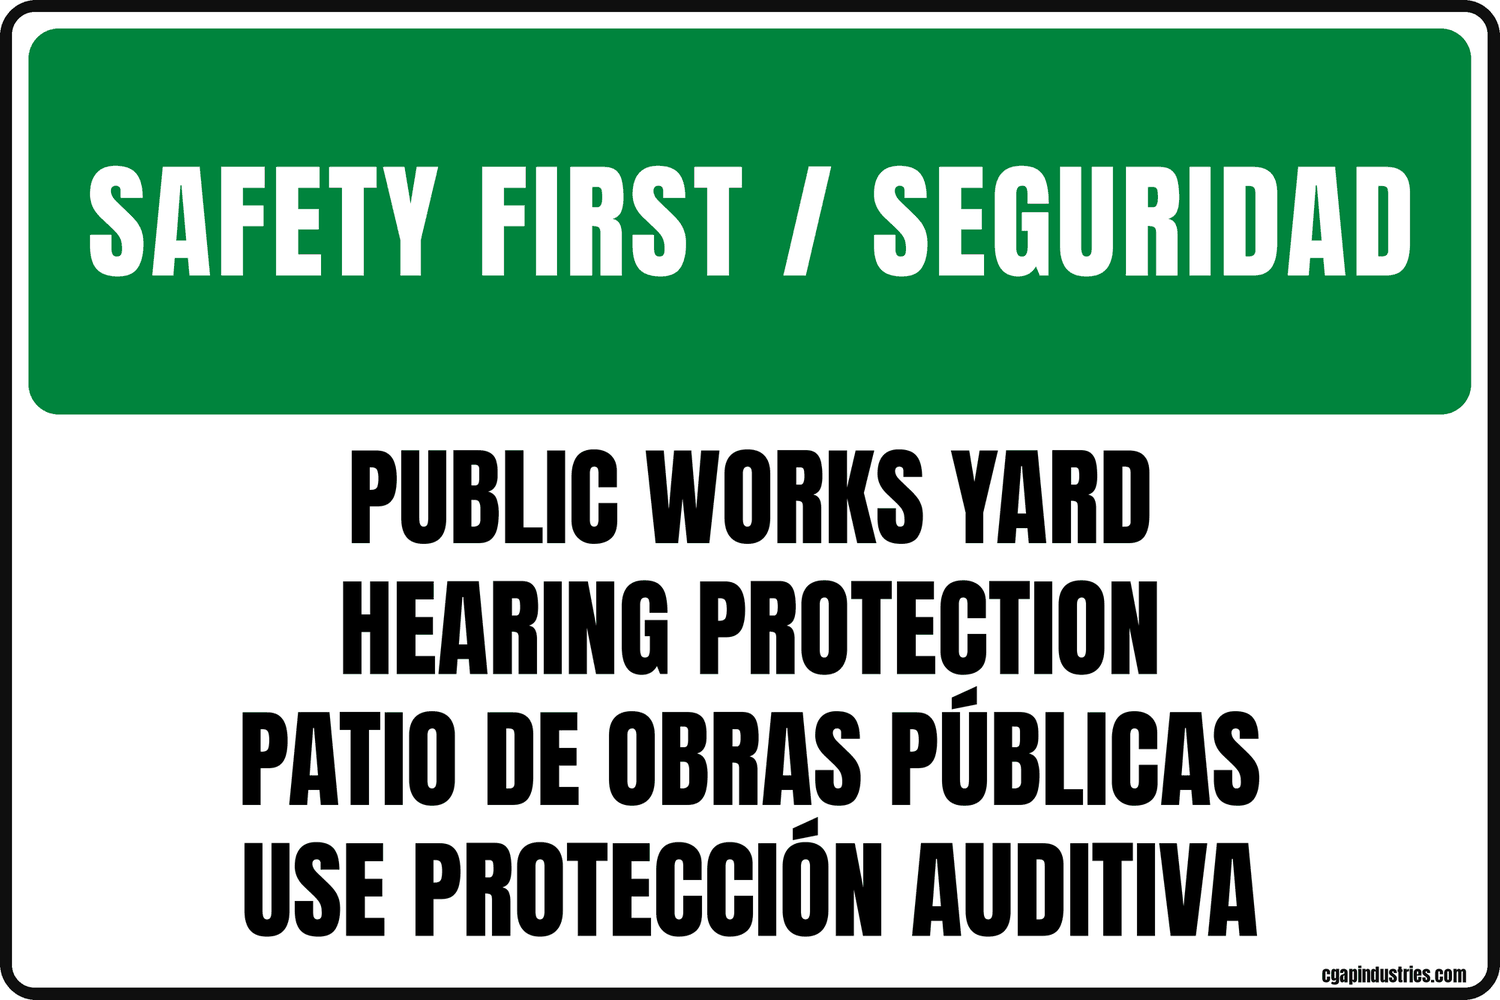 SAFETY FIRST / SEGURIDAD
PUBLIC WORKS YARD
HEARING PROTECTION
PATIO DE OBRAS PÚBLICAS
USE PROTECCIÓN AUDITIVA
cgapindustries.com